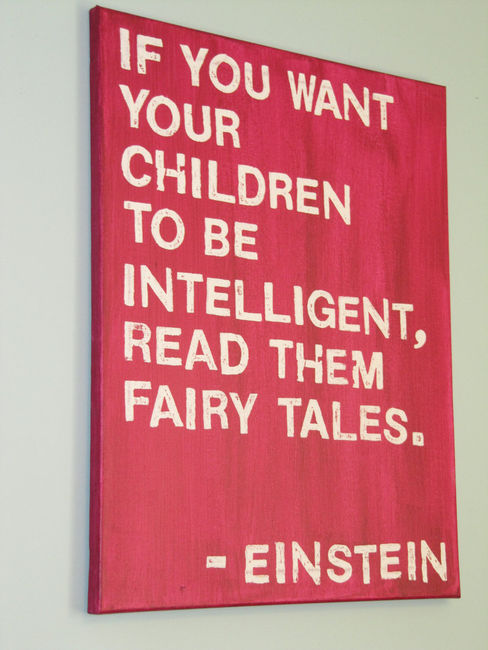 IF YOU WANT
YOUR
CHILDREN
TO BE
INTELLIGENT,
READ THEM
FAIRY TALES.
- EINSTEIN